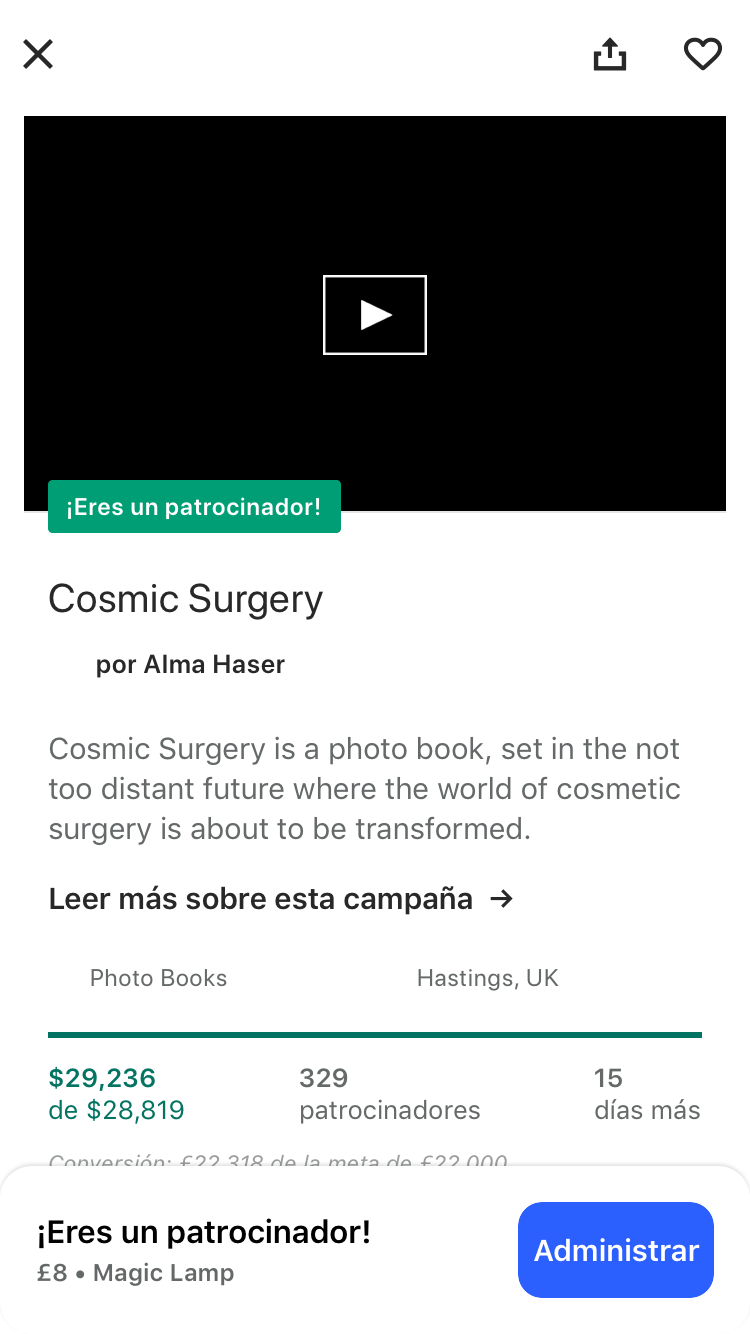 ¡Eres un patrocinador!
Cosmic Surgery
por Alma Haser
Cosmic Surgery is a photo book, set in the not
too distant future where the world of cosmetic
surgery is about to be transformed.
Leer más sobre esta campaña →
Photo Books
Hastings, UK
$29,236
de $28,819
329
patrocinadores
15
días más
Conversión: £22,318 de la meta de £22,000
¡Eres un patrocinador!
£8 • Magic Lamp
Administrar